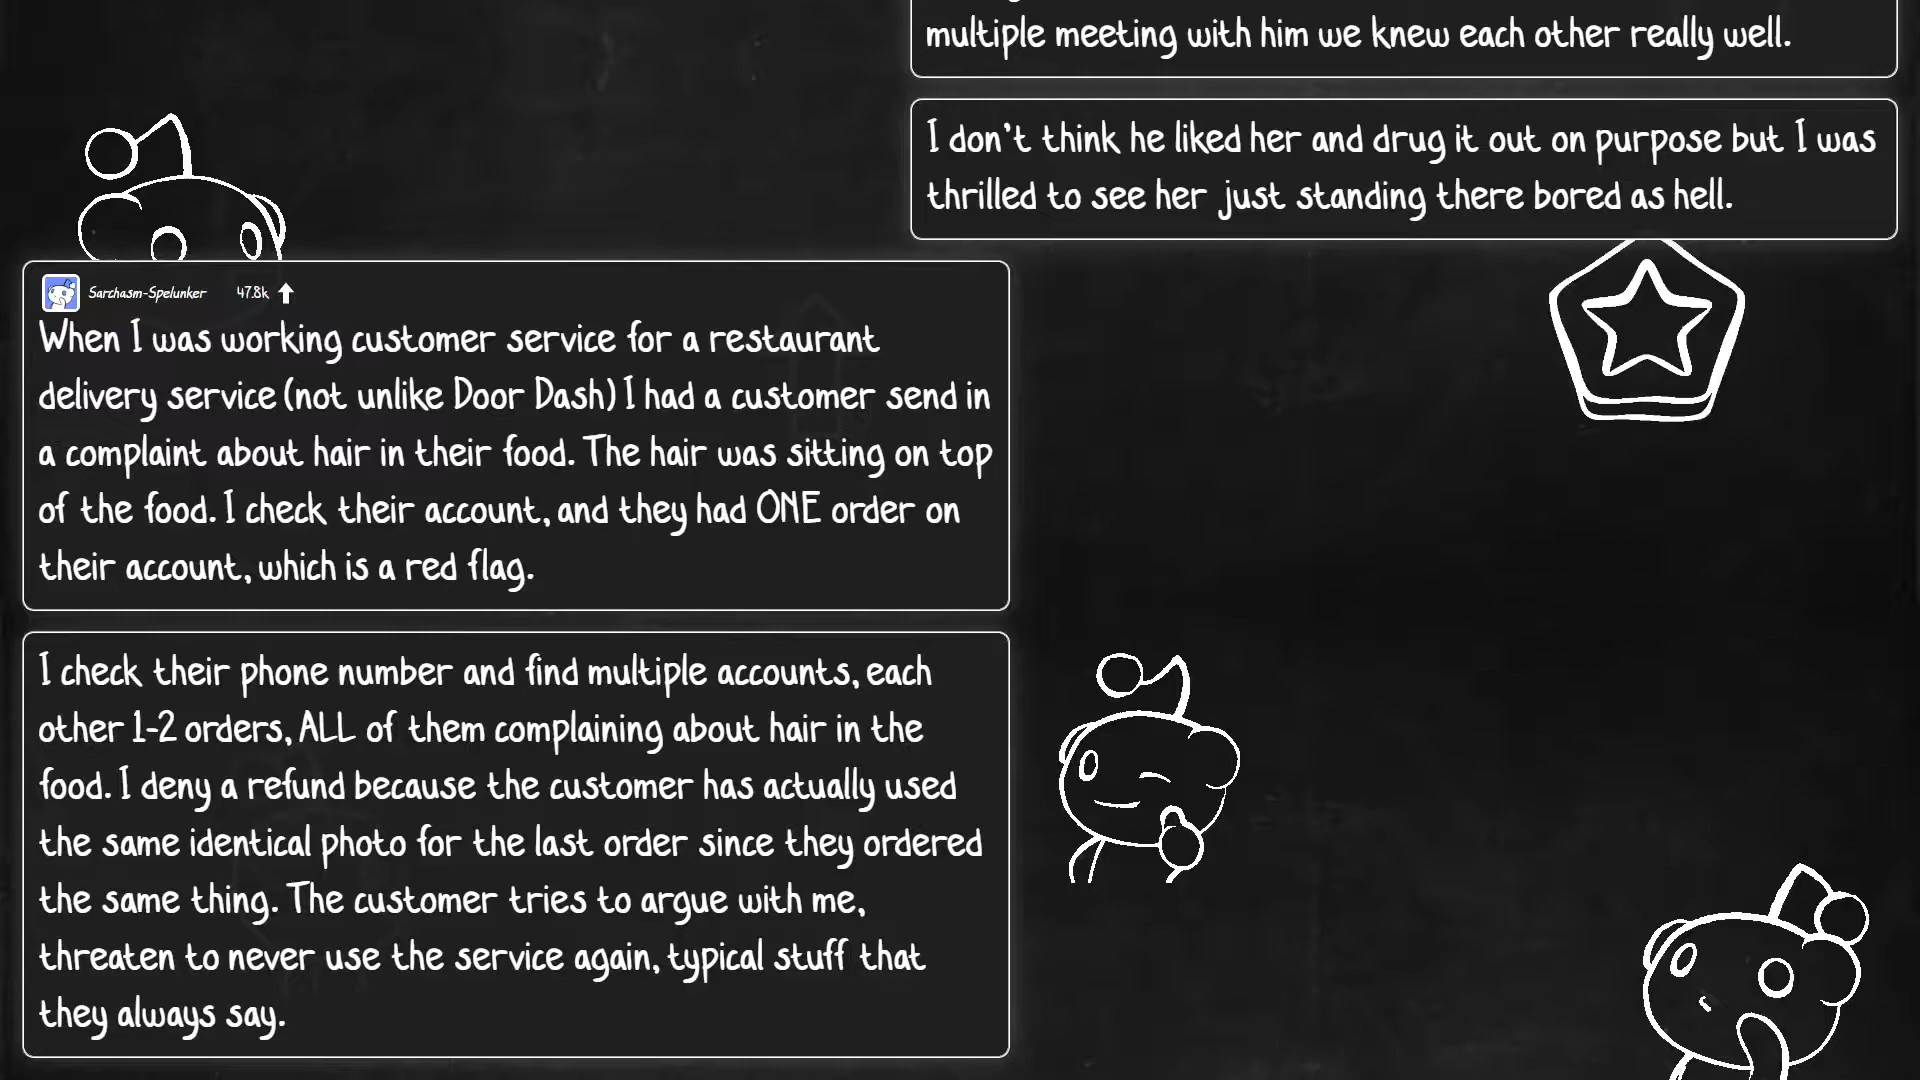 multiple meeting with him we knew each other really well.
I don't think he liked her and drug it out on purpose but I was
thrilled to see her just standing there bored as hell.
Sarchasm-Spelunker 47.8k
When I was working customer service for a restaurant
delivery service (not unlike Door Dash) I had a customer send in
a complaint about hair in their food. The hair was sitting on top
of the food. I check their account, and they had ONE order on
their account, which is a red flag.
I check their phone number and find multiple accounts, each
other 1-2 orders, ALL of them complaining about hair in the
food. I deny a refund because the customer has actually used
the same identical photo for the last order since they ordered
the same thing. The customer tries to argue with me,
threaten to never use the service again, typical stuff that
they always say.